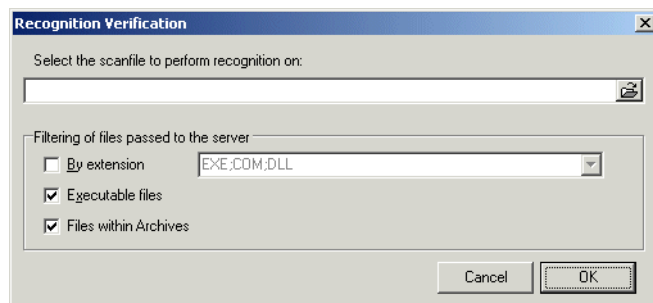 Recognition Verification
Select the scanfile to perform recognition on:
Filtering of files passed to the server
By extension EXE;COM;DLL
Executable files
Files within Archives
Cancel OK